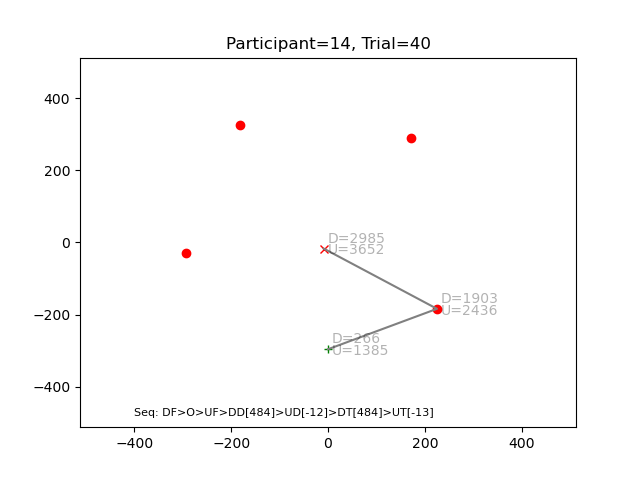 Participant=14, Trial=40
400
200
0
−200
−400
D=2985
U=3652
D=1903
U=2436
D=266
U=1385
Seq: DF>O>UF>DD[484]>UD[-12]>DT[484]>UT[-13]
−400 −200 0 200 400